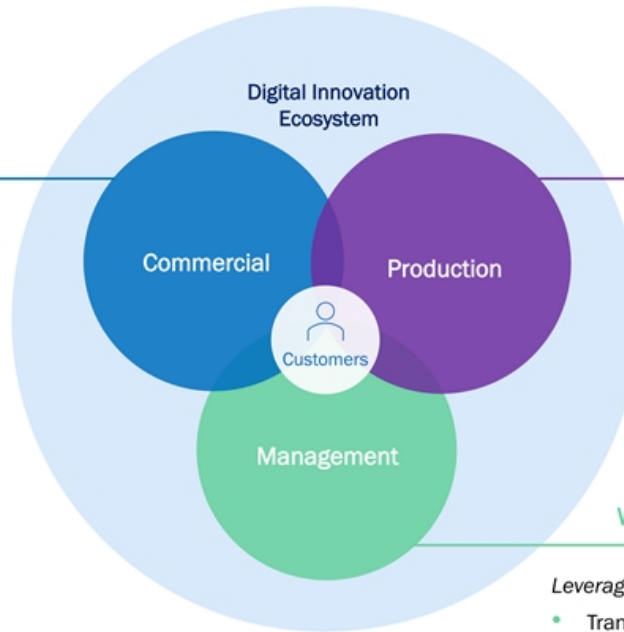 Digital Innovation
Ecosystem
Commercial
Production
Customers
Management